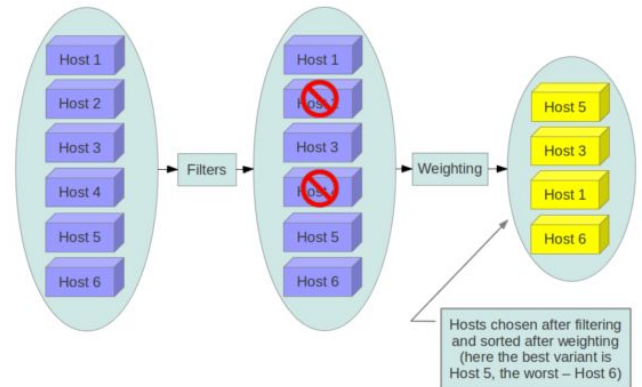 Host 1
Host 2
Host 3
Host 4
Host 5
Host 6
Filters
Host 1
Host 3
Host 5
Host 6
Weighting
Host 5
Host 3
Host 1
Host 6
Hosts chosen after filtering
and sorted after weighting
(here the best variant is
Host 5, the worst – Host 6)